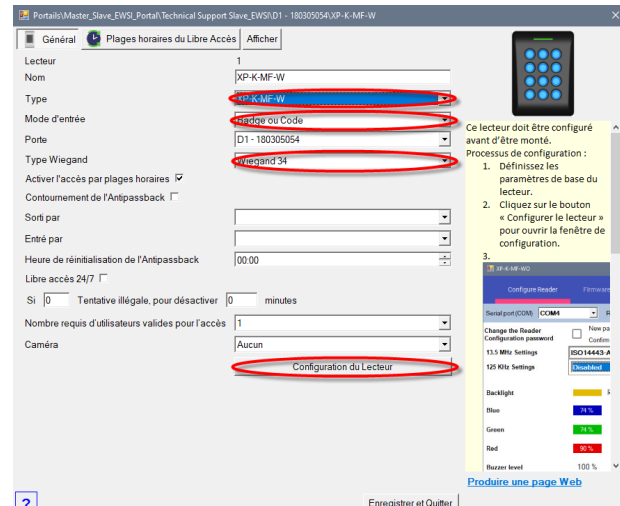 Portails\Master_Slave_EWSI_Portal\Technical Support Slave_EWSI\D1 - 180305054\XP-K-MF-W
Général Plages horaires du Libre Accès Afficher
Lecteur 1
Nom XP-K-MF-W
Type XP-K-MF-W
Mode d'entrée Badge ou Code
Porte D1 - 180305054
Type Wiegand Wiegand 34
Activer l'accès par plages horaires
Contournement de l'Antipassback
Sorti par
Entré par
Heure de réinitialisation de l'Antipassback 00:00
Libre accès 24/7
Si 0 Tentative illégale, pour désactiver 0 minutes
Nombre requis d'utilisateurs valides pour l'accès 1
Caméra Aucun
Configuration du Lecteur
Ce lecteur doit être configuré
avant d'être monté.
Processus de configuration :
1. Définissez les
paramètres de base du
lecteur.
2. Cliquez sur le bouton
« Configurer le lecteur »
pour ouvrir la fenêtre de
configuration.
3.
XP-K-MF-WO
Configure Reader Firmware
Serial port (COM) COM4 R
Change the Reader
Configuration password
New pa
Confirm
13.5 MHz Settings ISO14443-A
125 KHz Settings Disabled
Backlight
Blue 74 %
Green 74 %
Red 90 %
Buzzer level 100 %
Produire une page Web
? Enregistrer et Quitter